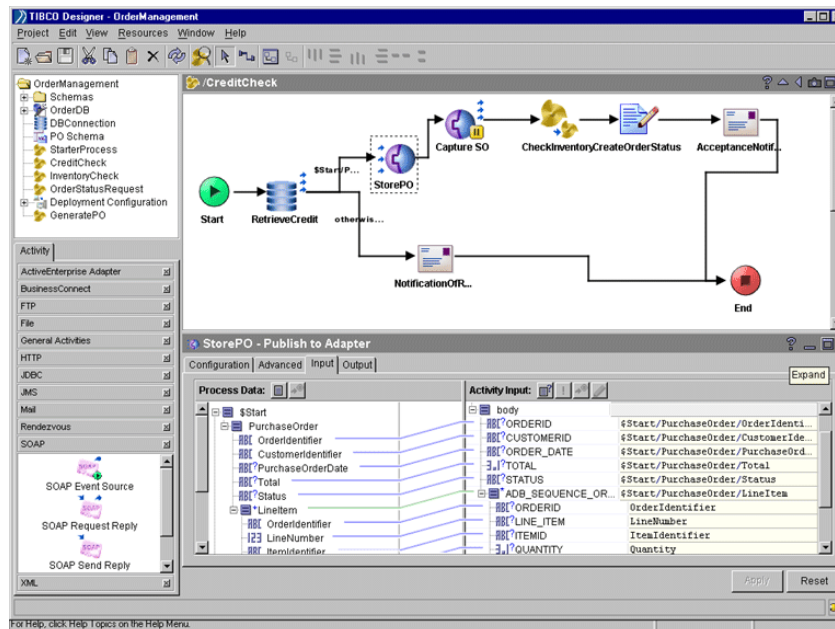 TIBCO Designer - OrderManagement
Project Edit View Resources Window Help
OrderManagement
Schemas
OrderDB
DBConnection
PO Schema
StarterProcess
CreditCheck
InventoryCheck
OrderStatusRequest
Deployment Configuration
GeneratePO
/CreditCheck
Start
RetrieveCredit
$Start/P...
otherwis...
StorePO
Capture SO
CheckInventory
CreateOrderStatus
AcceptanceNotif...
NotificationOfR...
End
Activity
ActiveEnterprise Adapter
BusinessConnect
FTP
File
General Activities
HTTP
JDBC
JMS
Mail
Rendezvous
SOAP
SOAP Event Source
SOAP Request Reply
SOAP Send Reply
XML
StorePO - Publish to Adapter
Configuration Advanced Input Output
Expand
Process Data:
$Start
PurchaseOrder
OrderIdentifier
CustomerIdentifier
?PurchaseOrderDate
?Total
?Status
*LineItem
OrderIdentifier
LineNumber
ItemIdentifier
Activity Input:
body
?ORDERID $Start/PurchaseOrder/OrderIdenti...
?CUSTOMERID $Start/PurchaseOrder/CustomerIde...
?ORDER_DATE $Start/PurchaseOrder/PurchaseOrd...
?TOTAL $Start/PurchaseOrder/Total
?STATUS $Start/PurchaseOrder/Status
*ADB_SEQUENCE_OR... $Start/PurchaseOrder/LineItem
?ORDERID OrderIdentifier
?LINE_ITEM LineNumber
?ITEMID ItemIdentifier
?QUANTITY Quantity
Apply Reset
For Help, click Help Topics on the Help Menu.